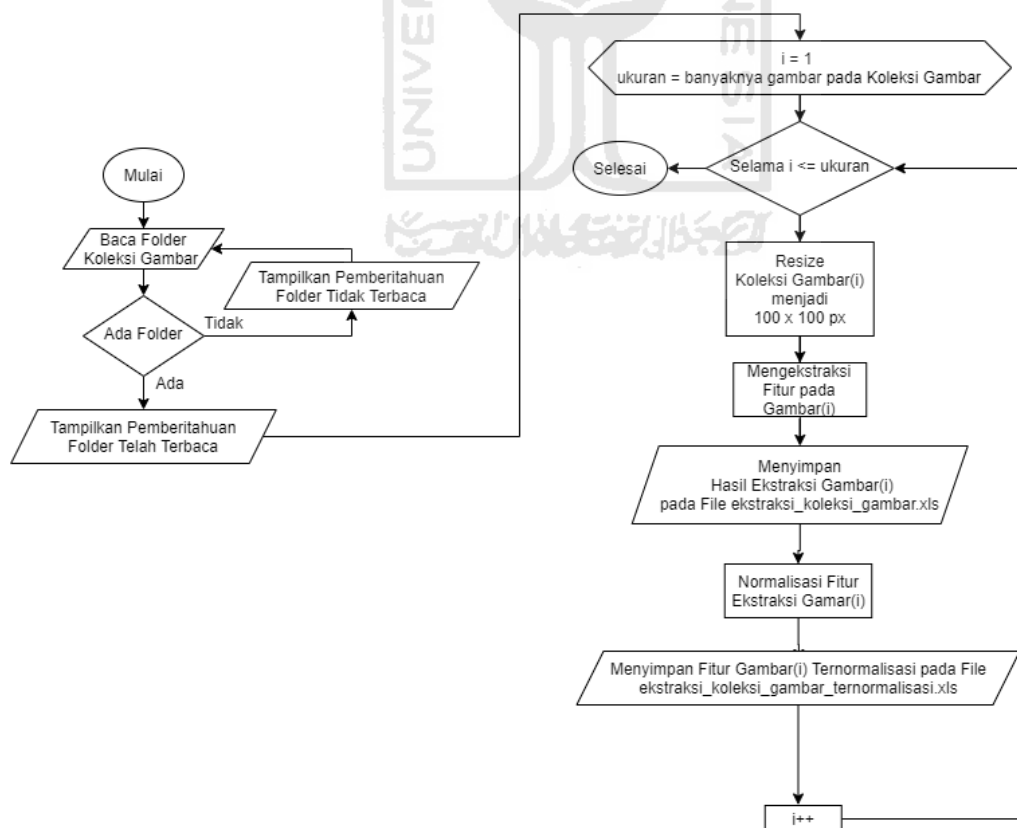 Mulai
Baca Folder
Koleksi Gambar
Tampilkan Pemberitahuan
Folder Tidak Terbaca
Ada Folder
Tidak
Ada
Tampilkan Pemberitahuan
Folder Telah Terbaca
i = 1
ukuran = banyaknya gambar pada Koleksi Gambar
Selama i <= ukuran
Selesai
Resize
Koleksi Gambar(i)
menjadi
100 x 100 px
Mengekstraksi
Fitur pada
Gambar(i)
Menyimpan
Hasil Ekstraksi Gambar(i)
pada File ekstraksi_koleksi_gambar.xls
Normalisasi Fitur
Ekstraksi Gamar(i)
Menyimpan Fitur Gambar(i) Ternormalisasi pada File
ekstraksi_koleksi_gambar_ternormalisasi.xls
i++
UNIVE
NESIA